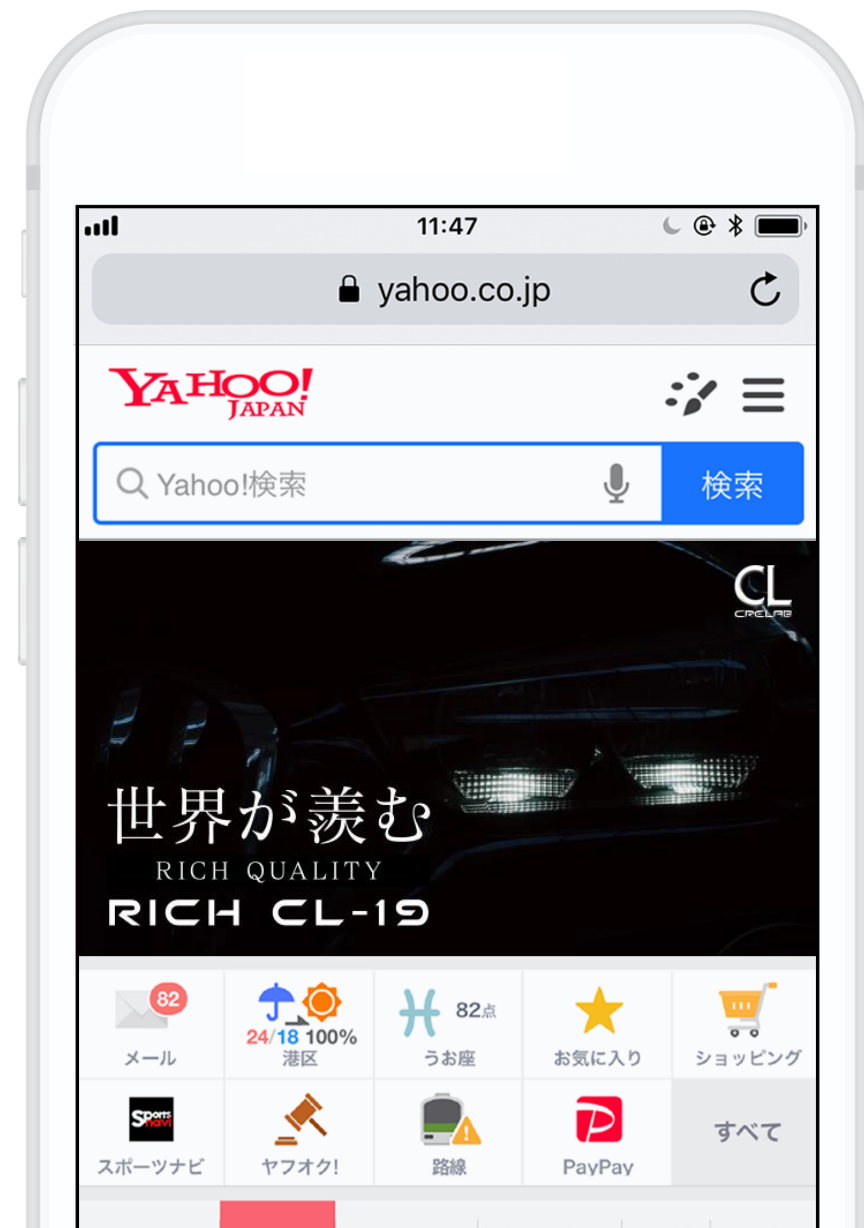 11:47
yahoo.co.jp
YAHOO!
JAPAN
Yahoo!検索
検索
CL
CRELAB
世界が羨む
RICH QUALITY
RICH CL-19
82
24/18 100%
82点
メール
港区
うお座
お気に入り
ショッピング
Sports
navi
すべて
スポーツナビ
ヤフオク!
路線
PayPay